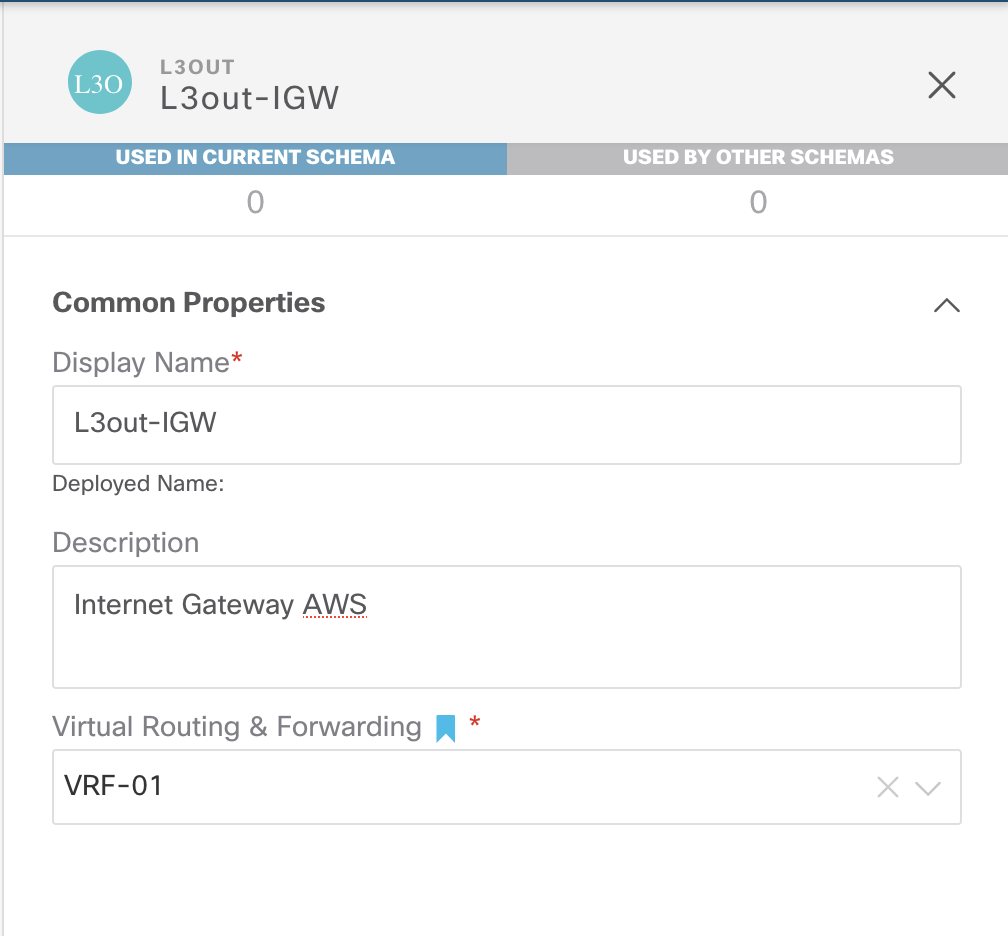 L3O
L3OUT
L3out-IGW
USED IN CURRENT SCHEMA
USED BY OTHER SCHEMAS
0
0
Common Properties
Display Name*
L3out-IGW
Deployed Name:
Description
Internet Gateway AWS
Virtual Routing & Forwarding *
VRF-01